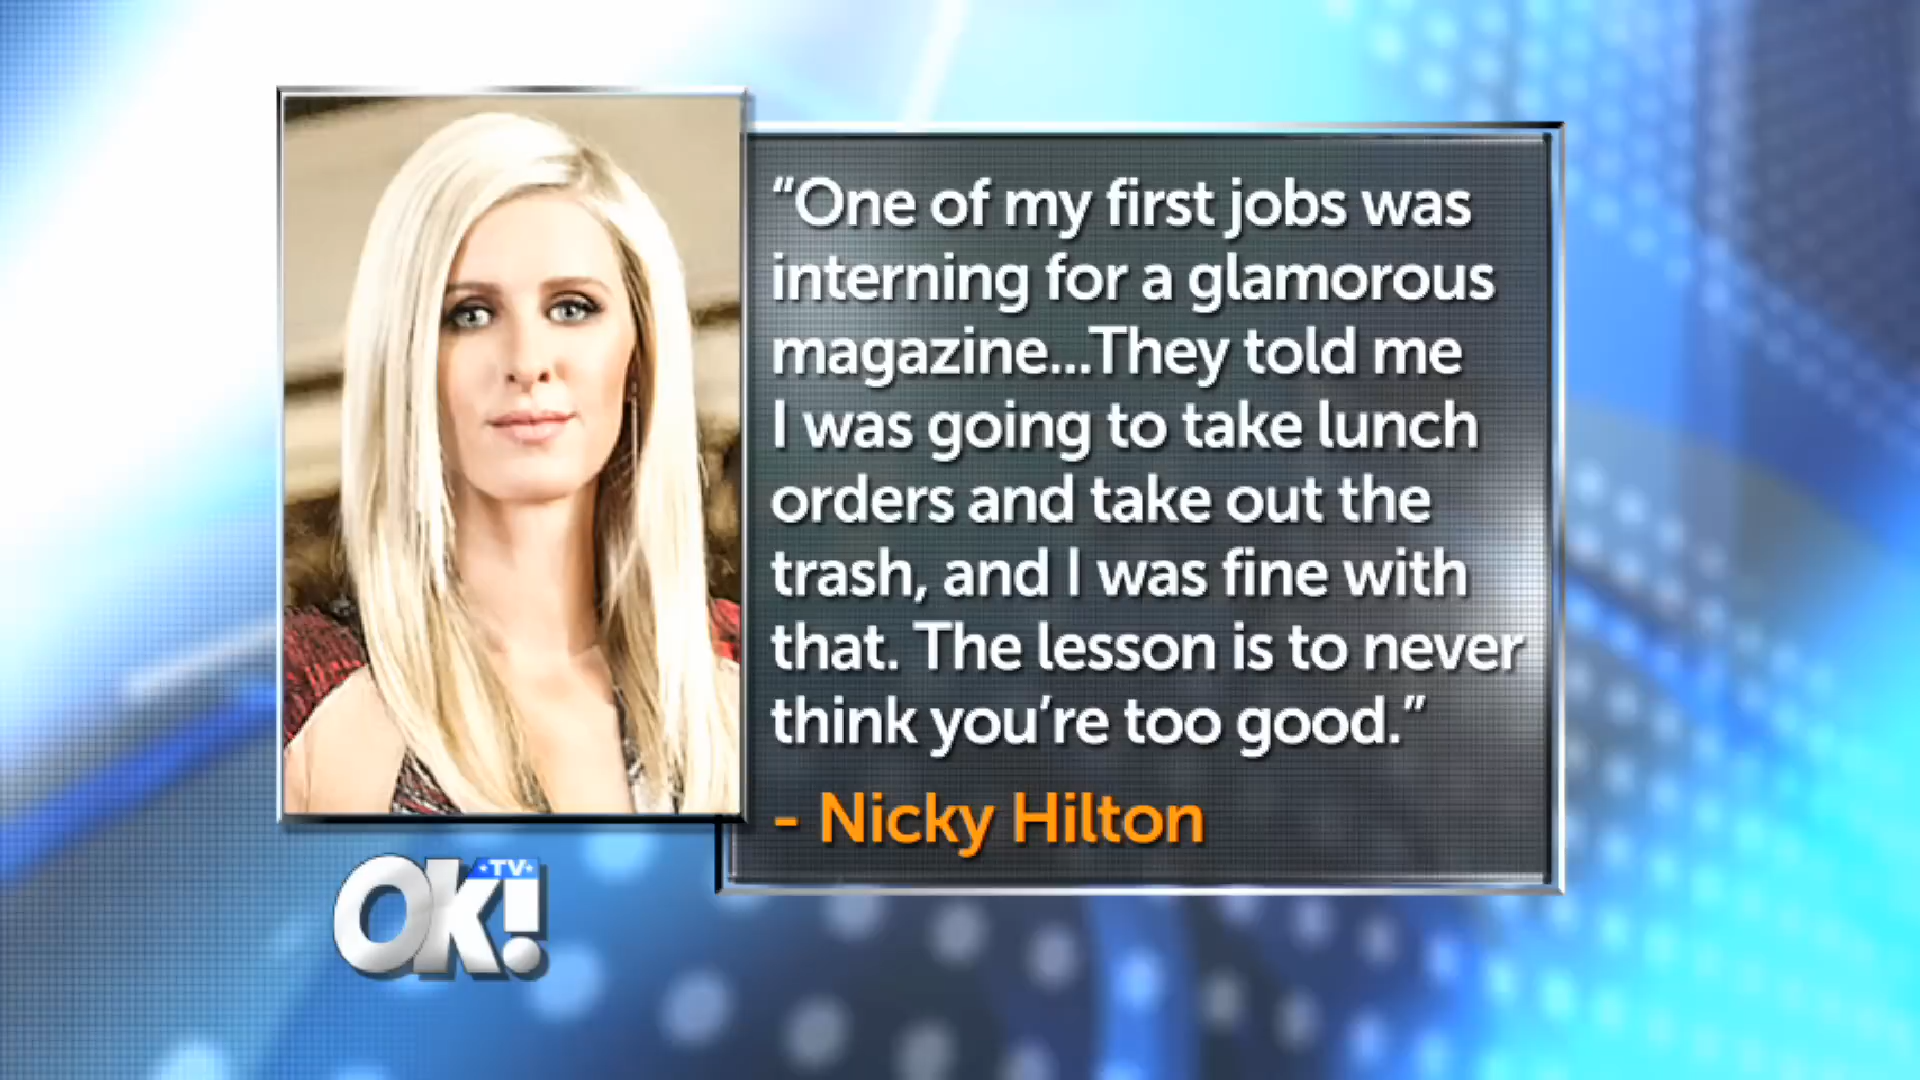 “One of my first jobs was
interning for a glamorous
magazine...They told me
I was going to take lunch
orders and take out the
trash, and I was fine with
that. The lesson is to never
think you’re too good.”
- Nicky Hilton
OK!
TV